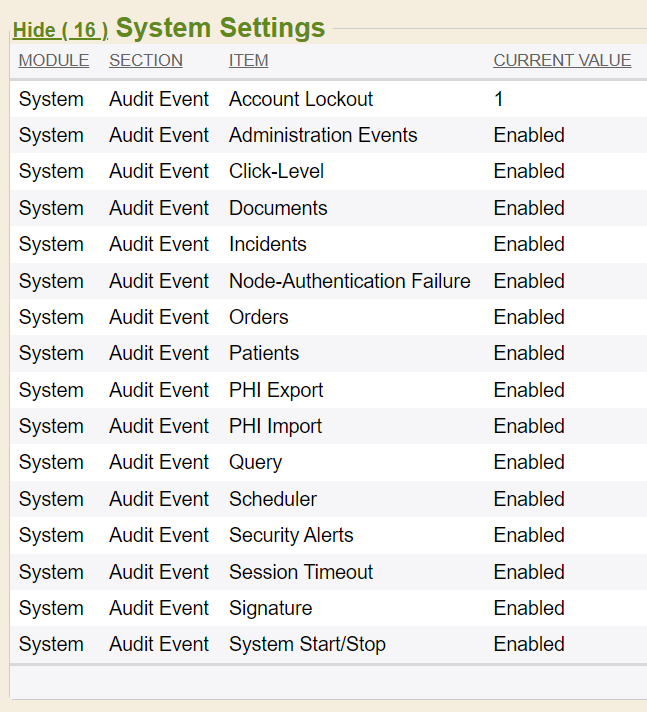 Hide ( 16 ) System Settings
MODULE SECTION ITEM CURRENT VALUE
System Audit Event Account Lockout 1
System Audit Event Administration Events Enabled
System Audit Event Click-Level Enabled
System Audit Event Documents Enabled
System Audit Event Incidents Enabled
System Audit Event Node-Authentication Failure Enabled
System Audit Event Orders Enabled
System Audit Event Patients Enabled
System Audit Event PHI Export Enabled
System Audit Event PHI Import Enabled
System Audit Event Query Enabled
System Audit Event Scheduler Enabled
System Audit Event Security Alerts Enabled
System Audit Event Session Timeout Enabled
System Audit Event Signature Enabled
System Audit Event System Start/Stop Enabled